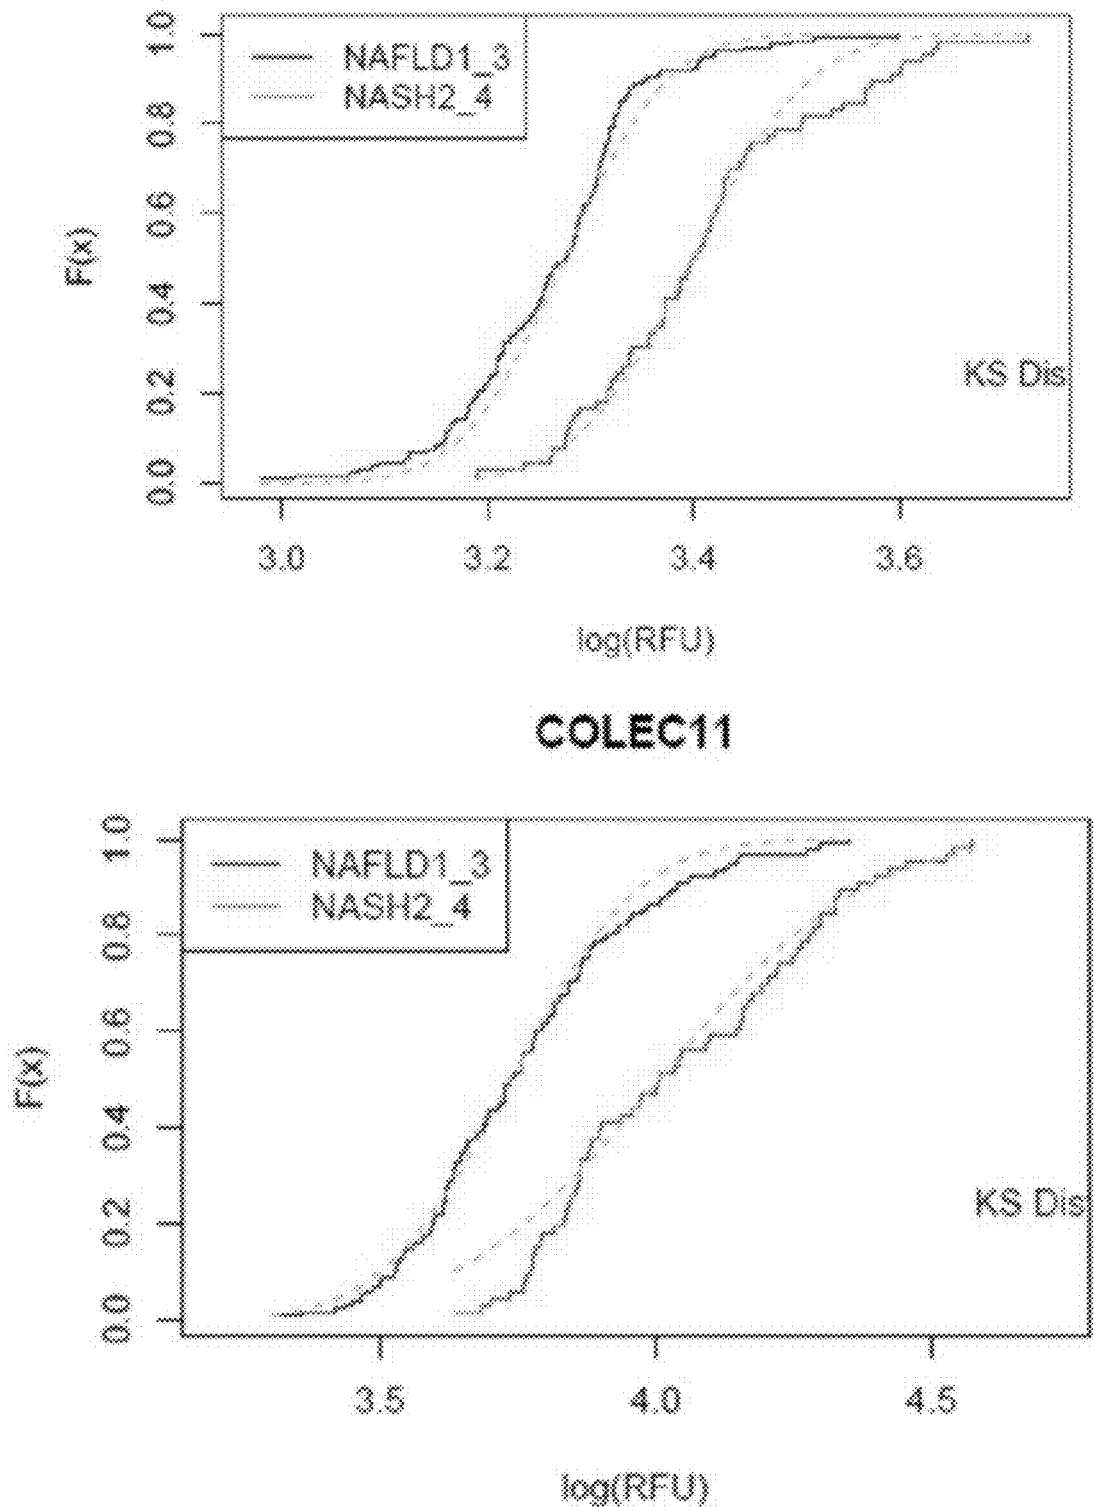 NAFLD1_3
NASH2_4
F(x)
1.0
0.8
0.6
0.4
0.2
0.0
KS Dis
3.0 3.2 3.4 3.6
log(RFU)
COLEC11
NAFLD1_3
NASH2_4
F(x)
1.0
0.8
0.6
0.4
0.2
0.0
KS Dis
3.5 4.0 4.5
log(RFU)